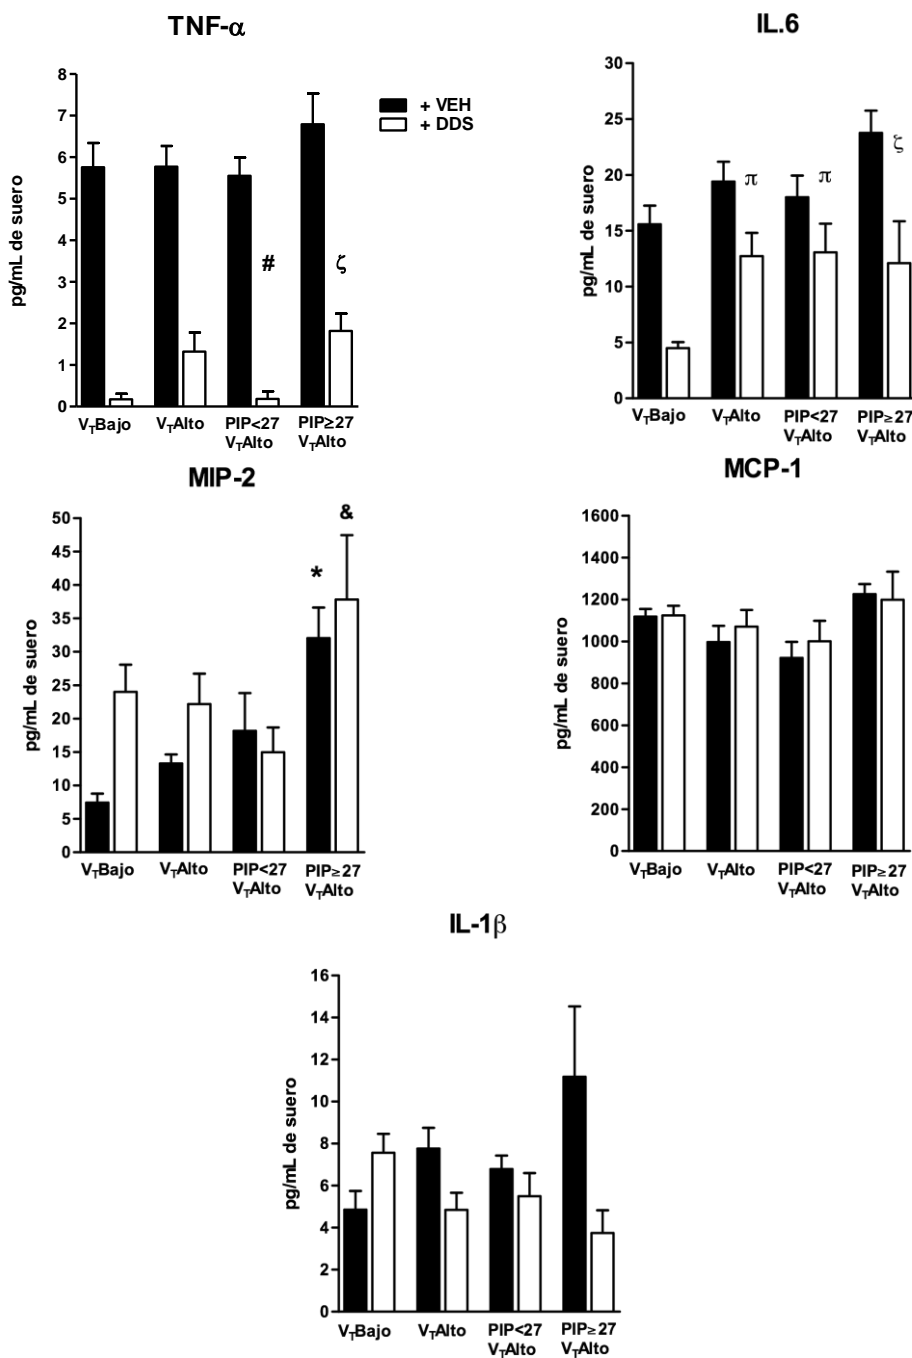 TNF-α
8
7
6
5
4
3
2
1
0
pg/mL de suero
#
ζ
VTBajo
VTAlto
PIP<27
VTAlto
PIP≥27
VTAlto
+ VEH
+ DDS
IL.6
30
25
20
15
10
5
0
pg/mL de suero
π
π
ζ
VTBajo
VTAlto
PIP<27
VTAlto
PIP≥27
VTAlto
MIP-2
50
45
40
35
30
25
20
15
10
5
0
pg/mL de suero
*
&
VTBajo
VTAlto
PIP<27
VTAlto
PIP≥27
VTAlto
MCP-1
1600
1400
1200
1000
800
600
400
200
0
pg/mL de suero
VTBajo
VTAlto
PIP<27
VTAlto
PIP≥27
VTAlto
IL-1β
16
14
12
10
8
6
4
2
0
pg/mL de suero
VTBajo
VTAlto
PIP<27
VTAlto
PIP≥27
VTAlto